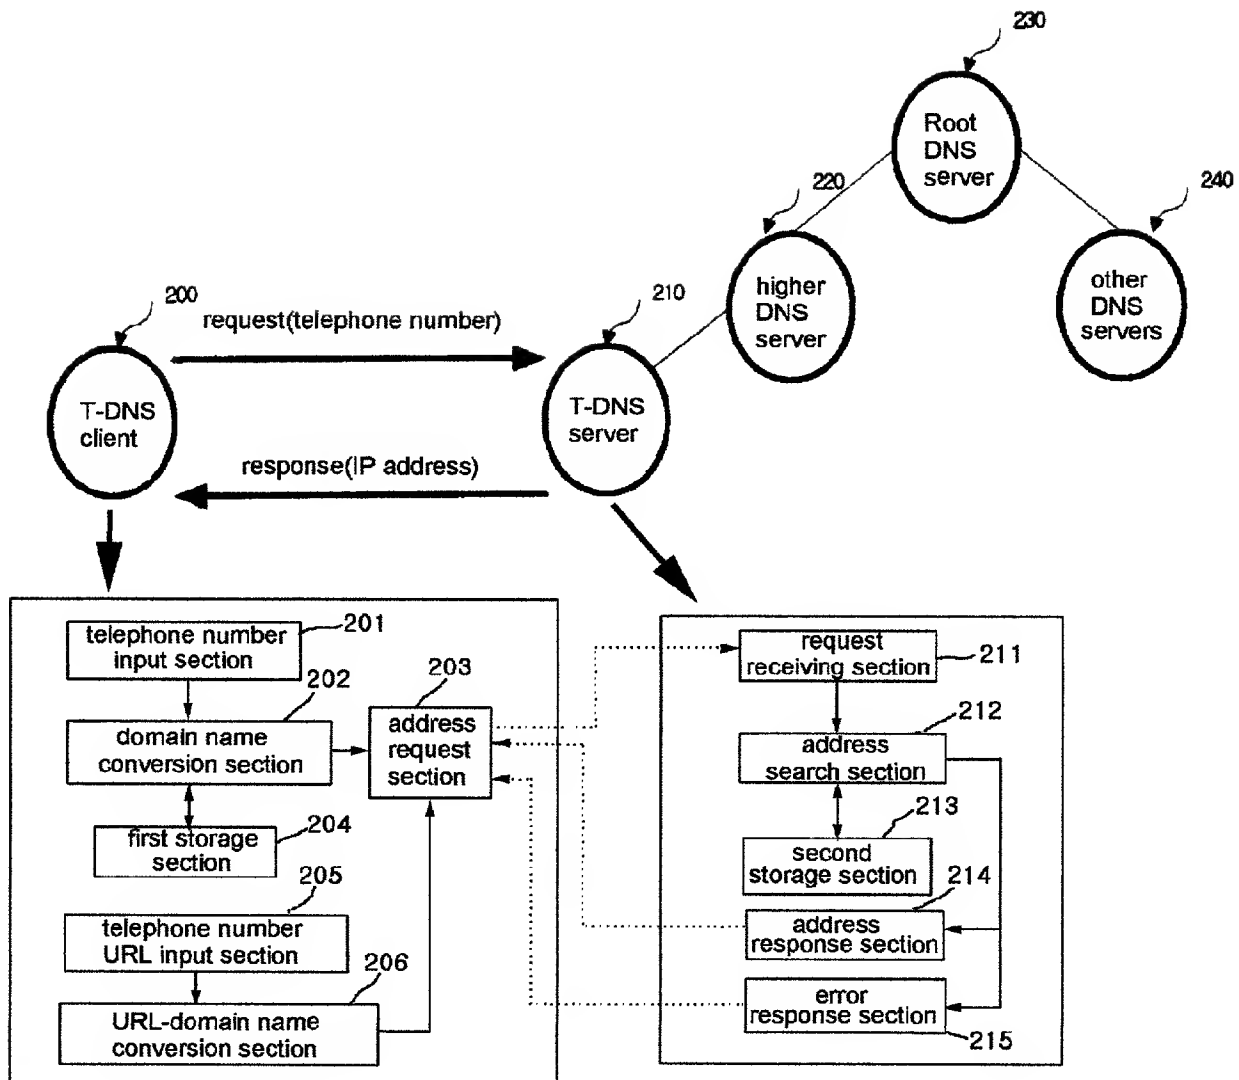 230
Root
DNS
server
220
240
higher
DNS
server
other
DNS
servers
200
request(telephone number)
210
T-DNS
client
T-DNS
server
response(IP address)
telephone number
input section
201
202
203
domain name
conversion section
address
request
section
first storage
section
204
205
telephone number
URL input section
206
URL-domain name
conversion section
request
receiving section
211
212
address
search section
213
second
storage section
214
address
response section
error
response section
215